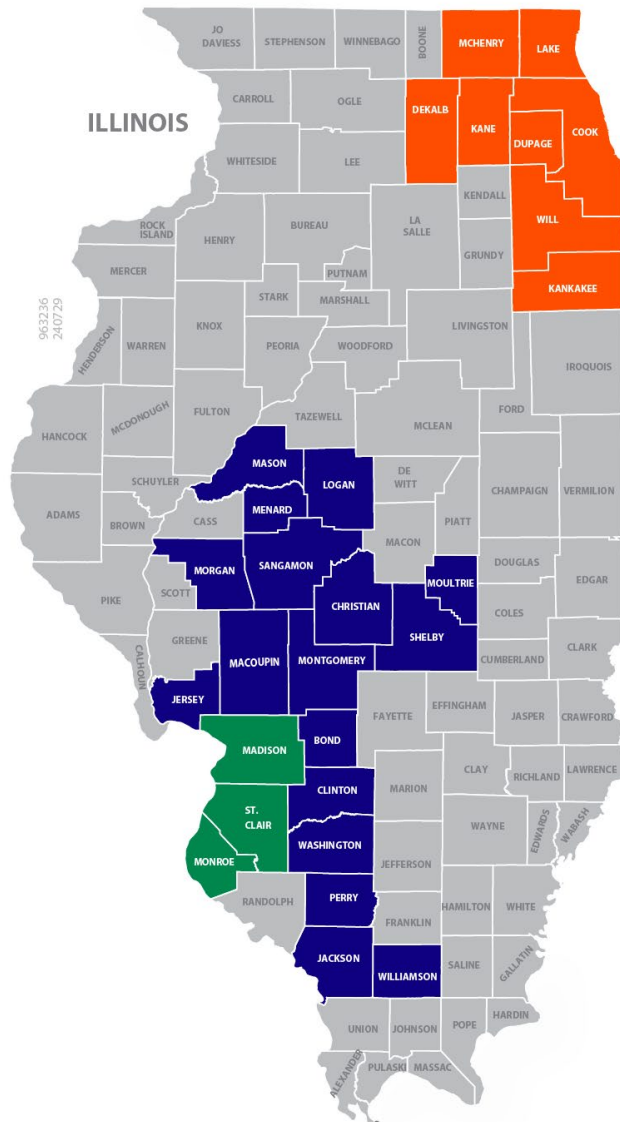 JO
DAVIESS
STEPHENSON
WINNEBAGO
BOONE
MCHENRY
LAKE
CARROLL
OGLE
DEKALB
KANE
COOK
DUPAGE
ILLINOIS
WHITESIDE
LEE
KENDALL
WILL
ROCK
ISLAND
HENRY
BUREAU
LA
SALLE
GRUNDY
MERCER
PUTNAM
KANKAKEE
STARK
MARSHALL
963236
240729
HENDERSON
WARREN
KNOX
PEORIA
WOODFORD
LIVINGSTON
IROQUOIS
FORD
HANCOCK
MCDONOUGH
FULTON
TAZEWELL
MCLEAN
MASON
LOGAN
DE
WITT
SCHUYLER
CHAMPAIGN
VERMILION
ADAMS
BROWN
CASS
MENARD
PIATT
MACON
MORGAN
SANGAMON
DOUGLAS
EDGAR
PIKE
SCOTT
CHRISTIAN
MOULTRIE
COLES
GREENE
SHELBY
CALHOUN
MACOUPIN
MONTGOMERY
CUMBERLAND
CLARK
JERSEY
FAYETTE
EFFINGHAM
JASPER
CRAWFORD
MADISON
BOND
CLAY
RICHLAND
LAWRENCE
CLINTON
MARION
ST.
CLAIR
WAYNE
EDWARDS
WABASH
MONROE
WASHINGTON
JEFFERSON
RANDOLPH
PERRY
HAMILTON
WHITE
FRANKLIN
JACKSON
WILLIAMSON
SALINE
GALLATIN
UNION
JOHNSON
POPE
HARDIN
ALEXANDER
PULASKI
MASSAC